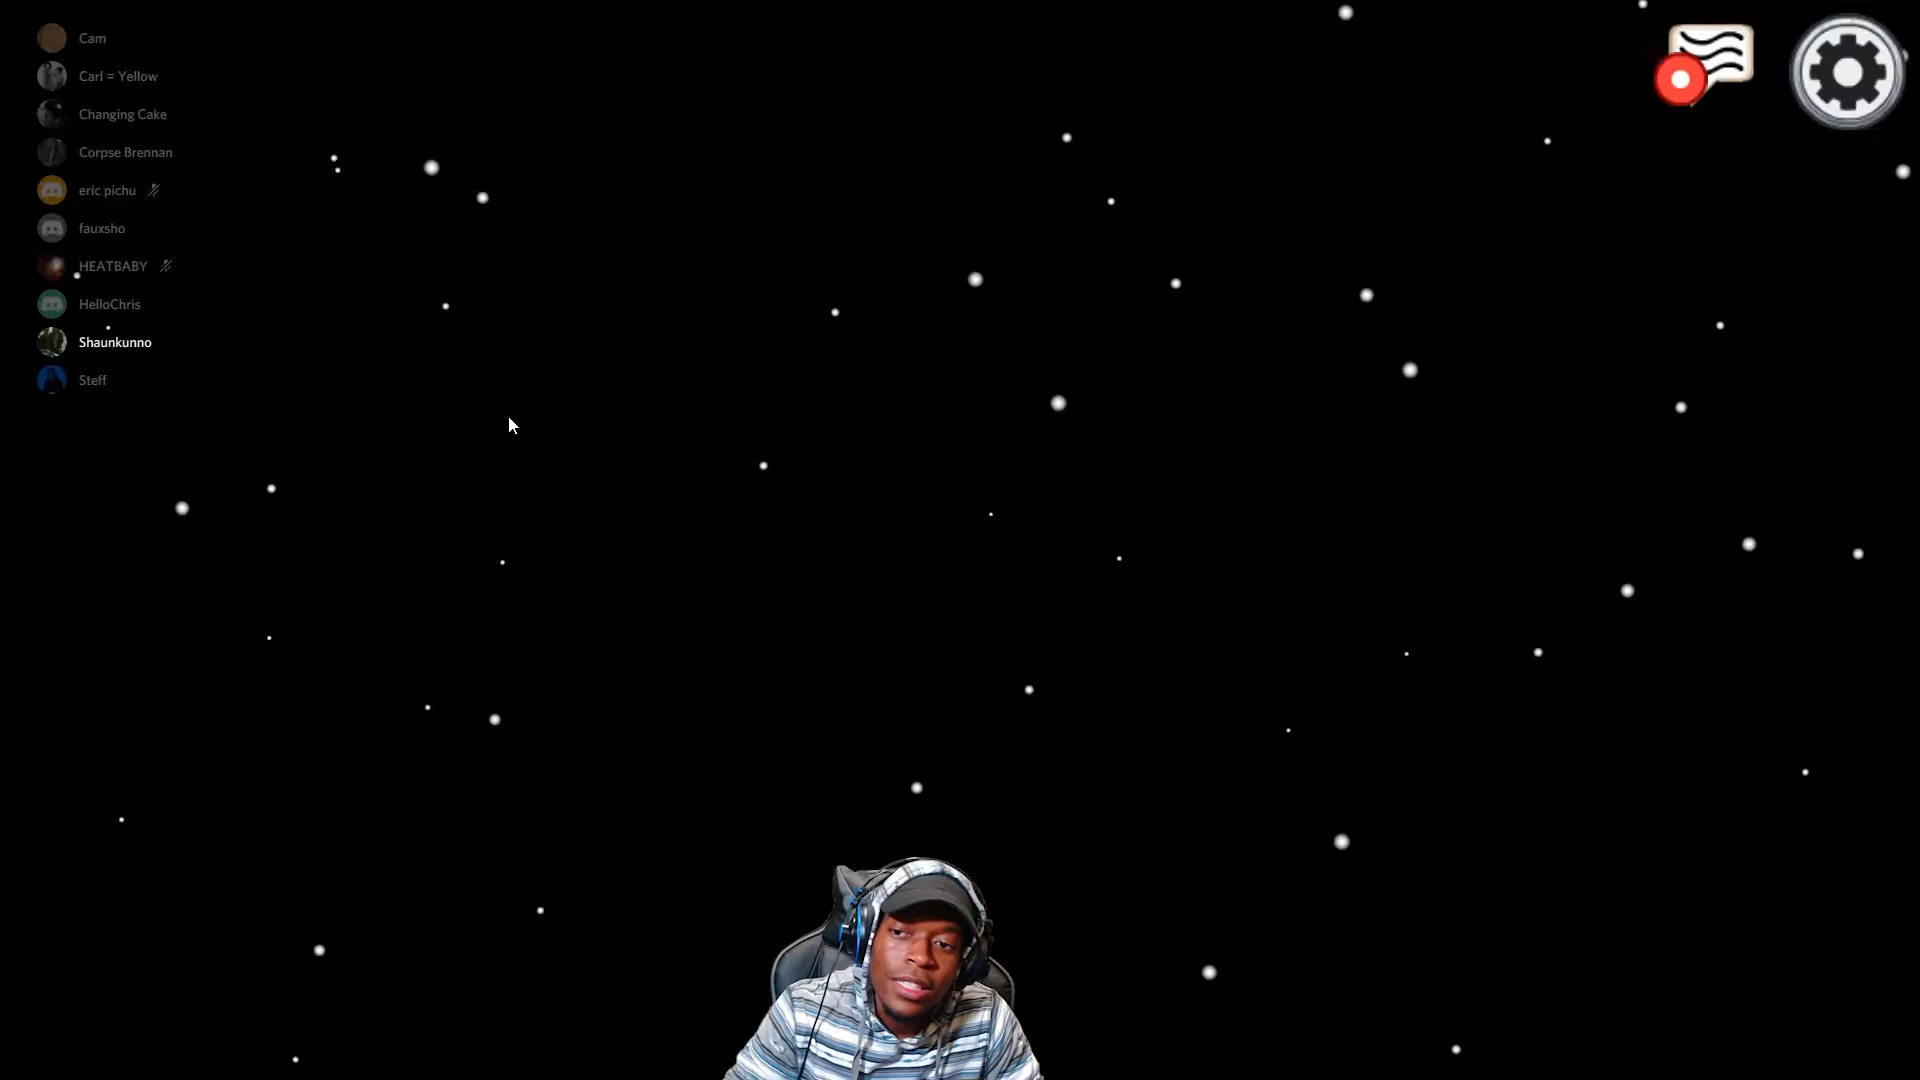 Cam
Carl = Yellow
Changing Cake
Corpse Brennan
eric pichu
fauxsho
HEATBABY
HelloChris
Shaunkunno
Steff